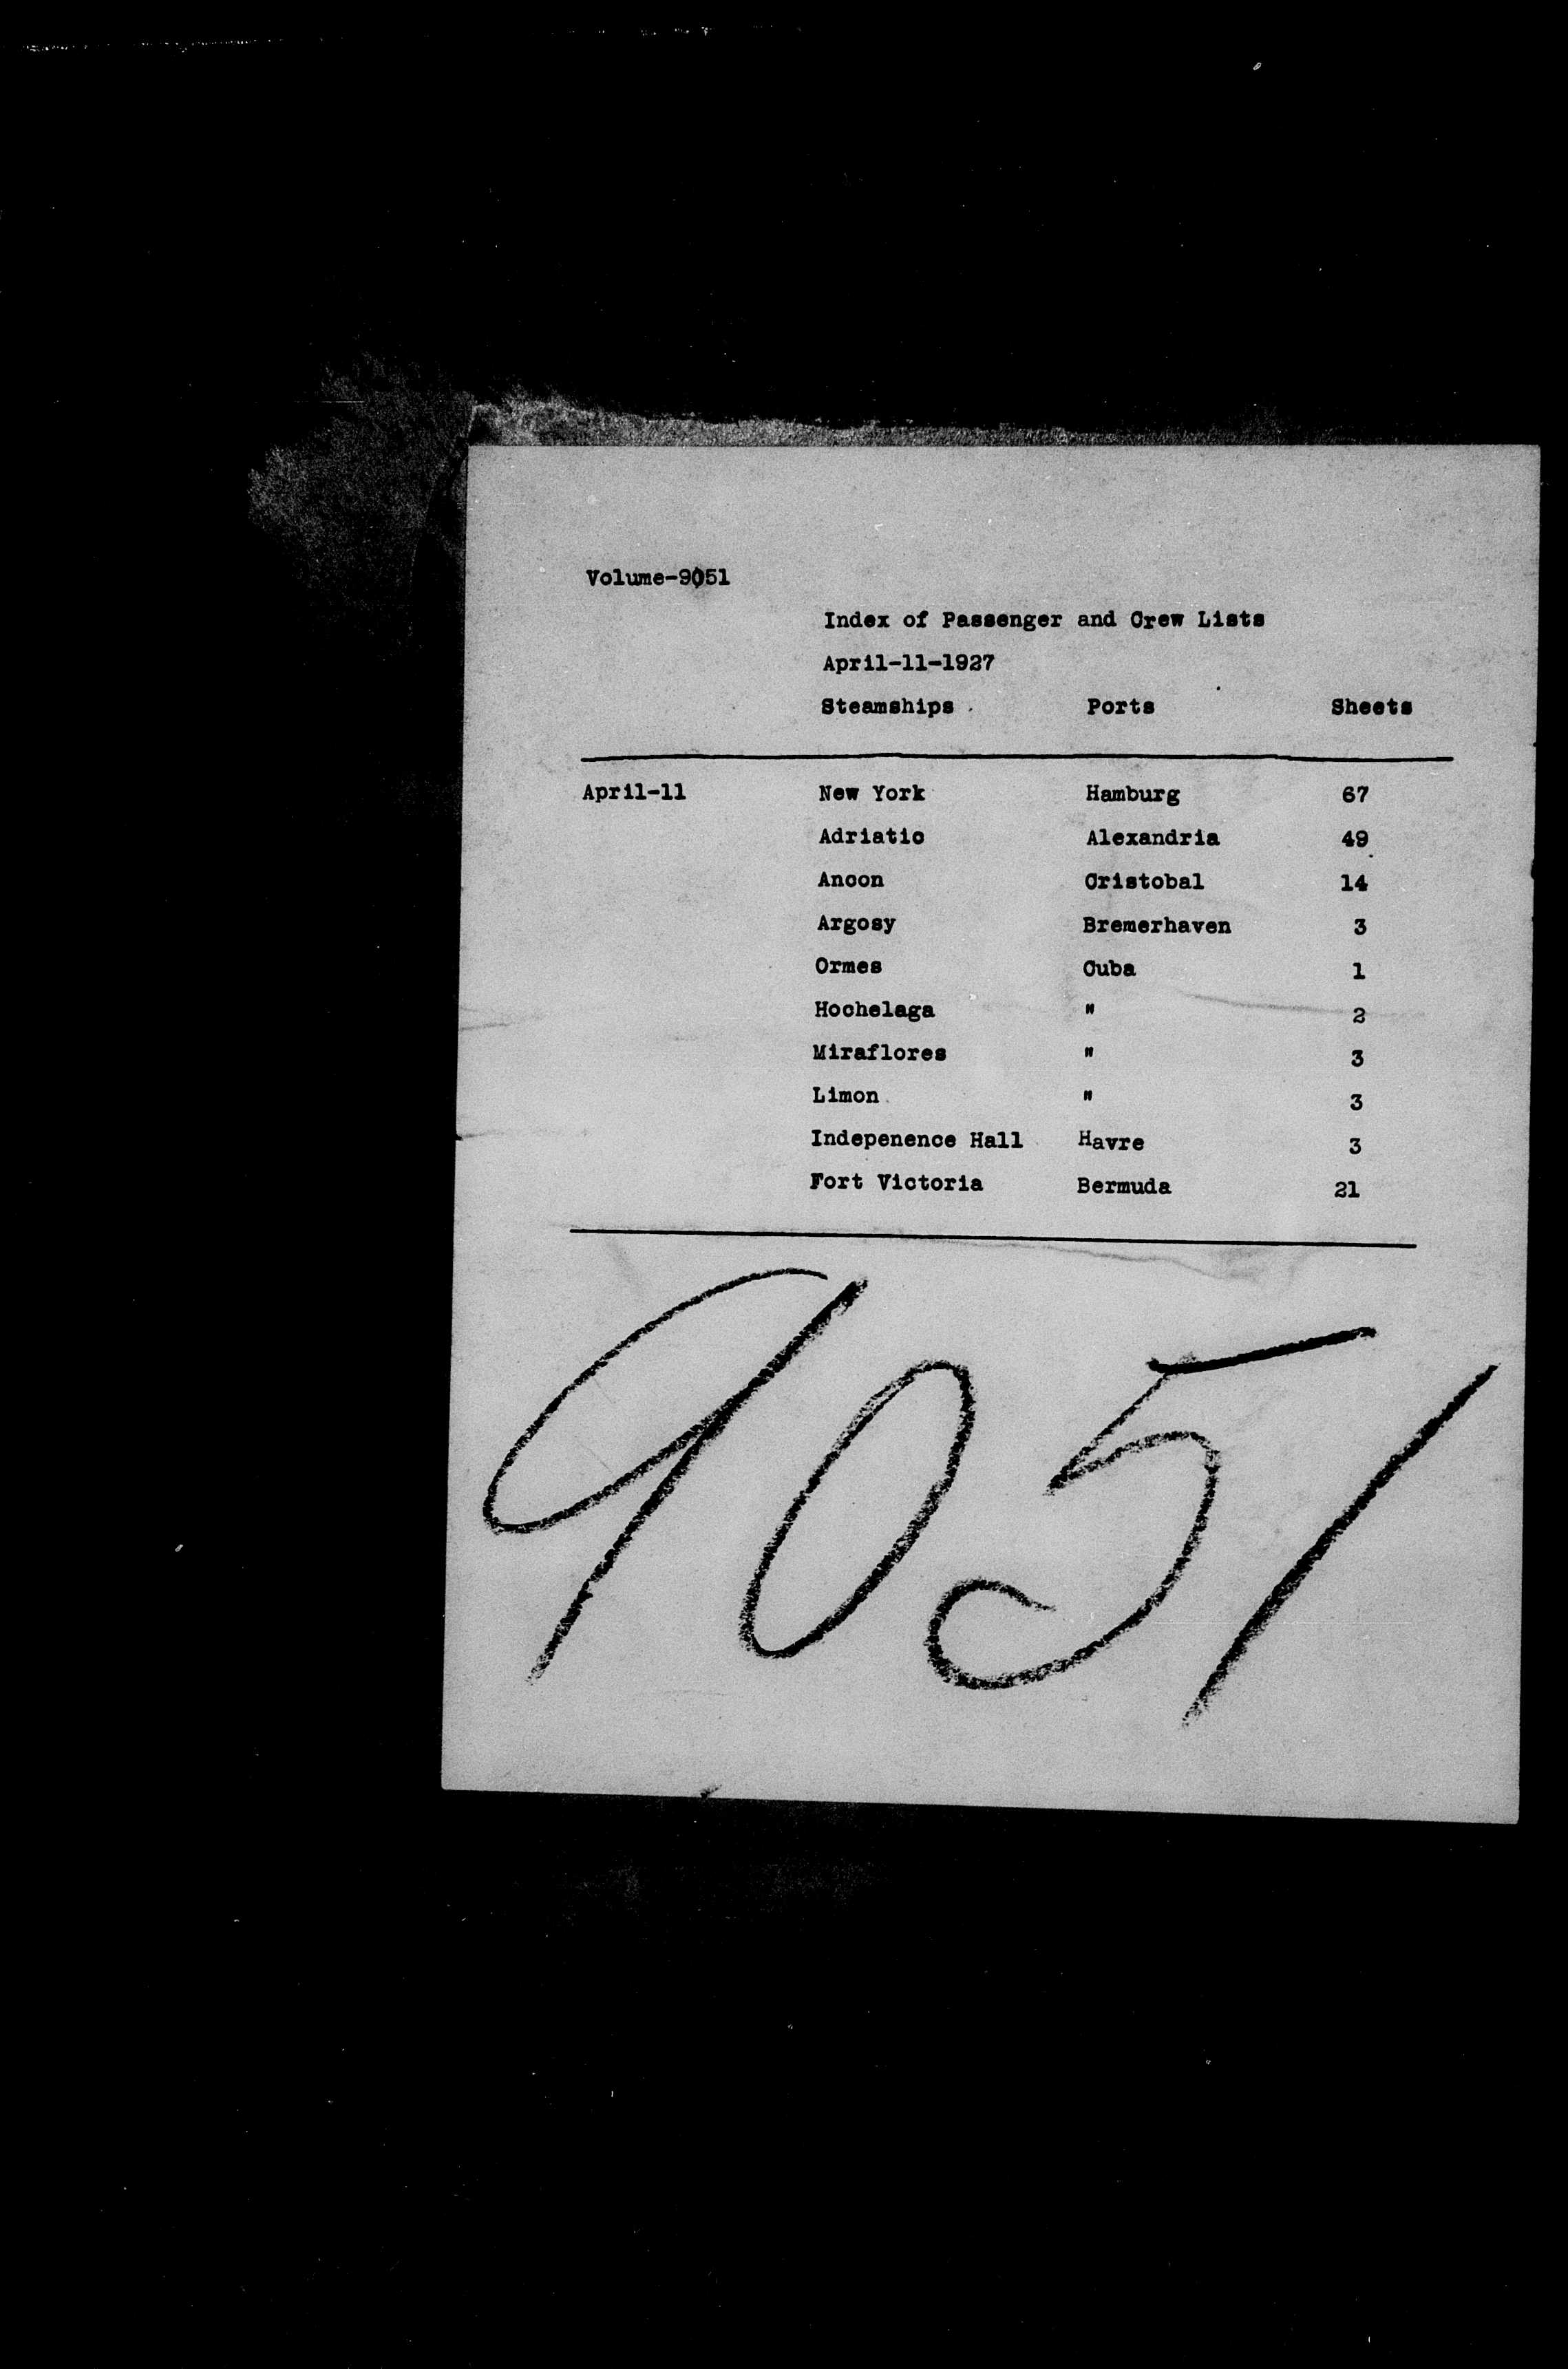 Volume-9051
Index of Passenger and Crew Lists
April-11-1927
Steamships Ports Sheets
April-11 New York Hamburg 67
Adriatic Alexandria 49
Ancon Cristobal 14
Argosy Bremerhaven 3
Ormes Cuba 1
Hochelaga " 2
Miraflores " 3
Limon " 3
Indepenence Hall Havre 3
Fort Victoria Bermuda 21
9051